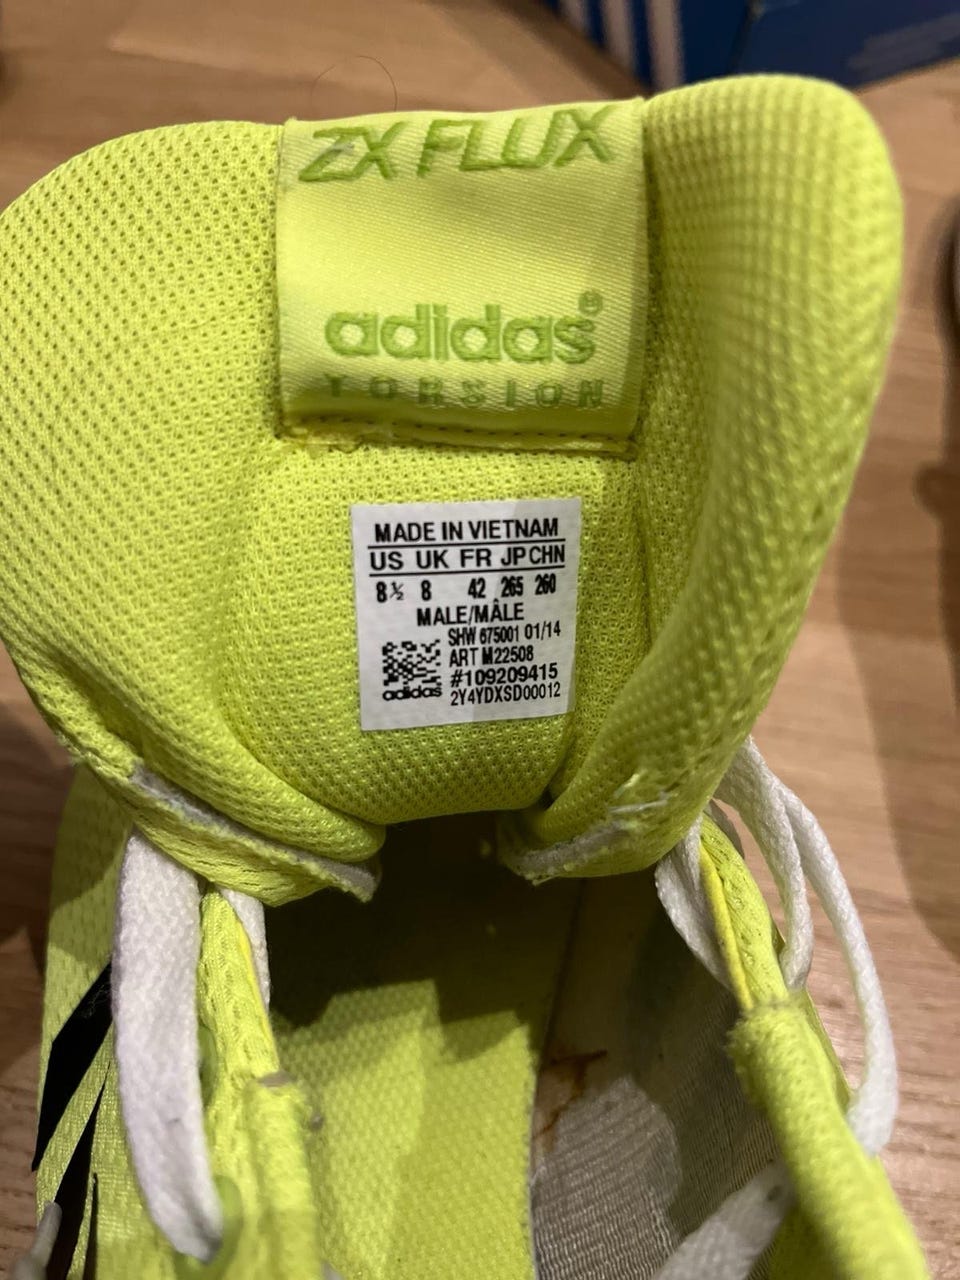 ZX FLUX
adidas®
TORSION
MADE IN VIETNAM
US UK FR JP CHN
8½ 8 42 265 260
MALE/MÂLE
SHW 675001 01/14
ART M22508
#109209415
adidas
2Y4YDXSD00012